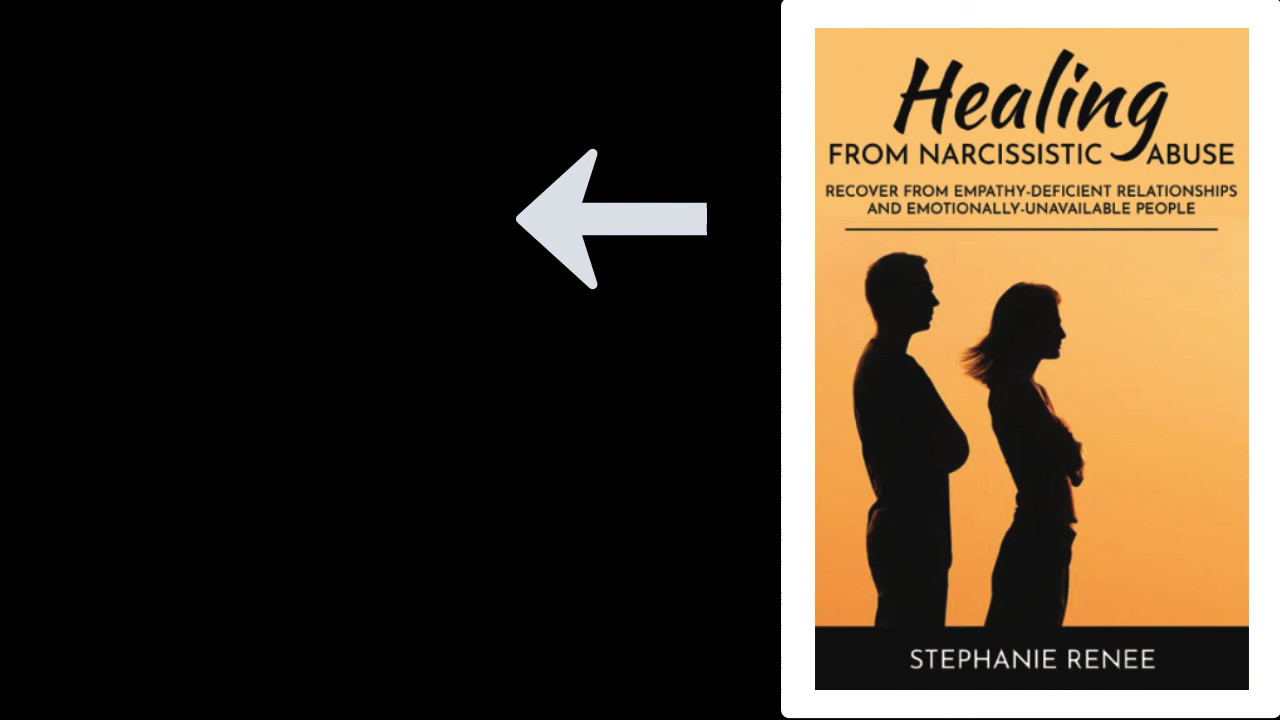 Healing
FROM NARCISSISTIC ABUSE
RECOVER FROM EMPATHY-DEFICIENT RELATIONSHIPS
AND EMOTIONALLY-UNAVAILABLE PEOPLE
STEPHANIE RENEE